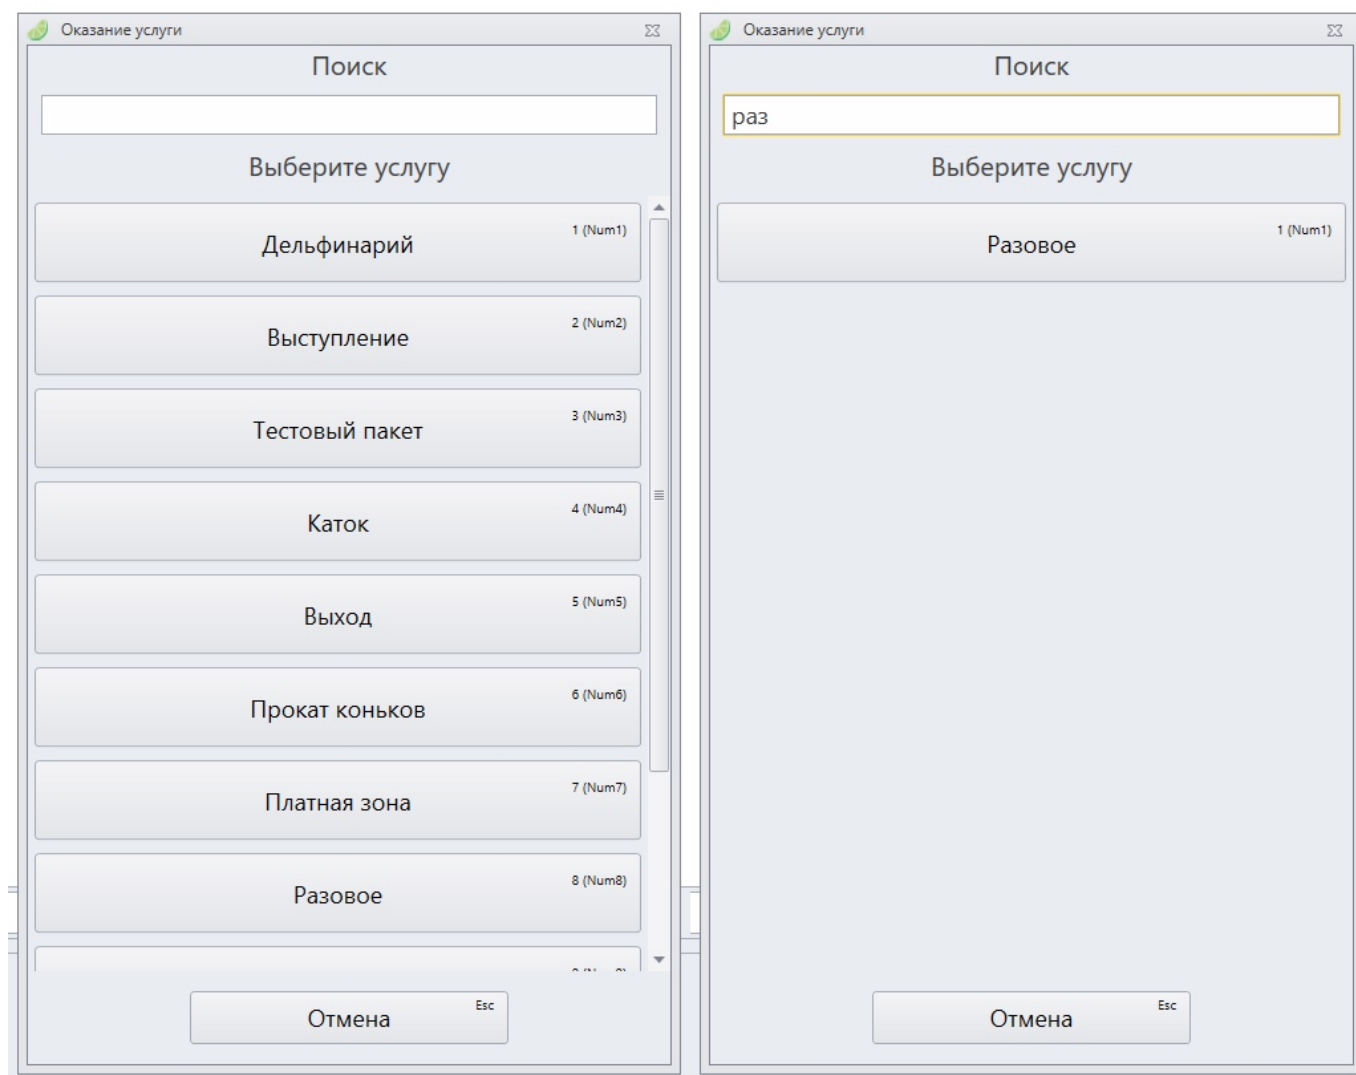 Оказание услуги
Поиск
Выберите услугу
Дельфинарий
1 (Num1)
Выступление
2 (Num2)
Тестовый пакет
3 (Num3)
Каток
4 (Num4)
Выход
5 (Num5)
Прокат коньков
6 (Num6)
Платная зона
7 (Num7)
Разовое
8 (Num8)
Отмена
Esc
Оказание услуги
Поиск
раз
Выберите услугу
Разовое
1 (Num1)
Отмена
Esc